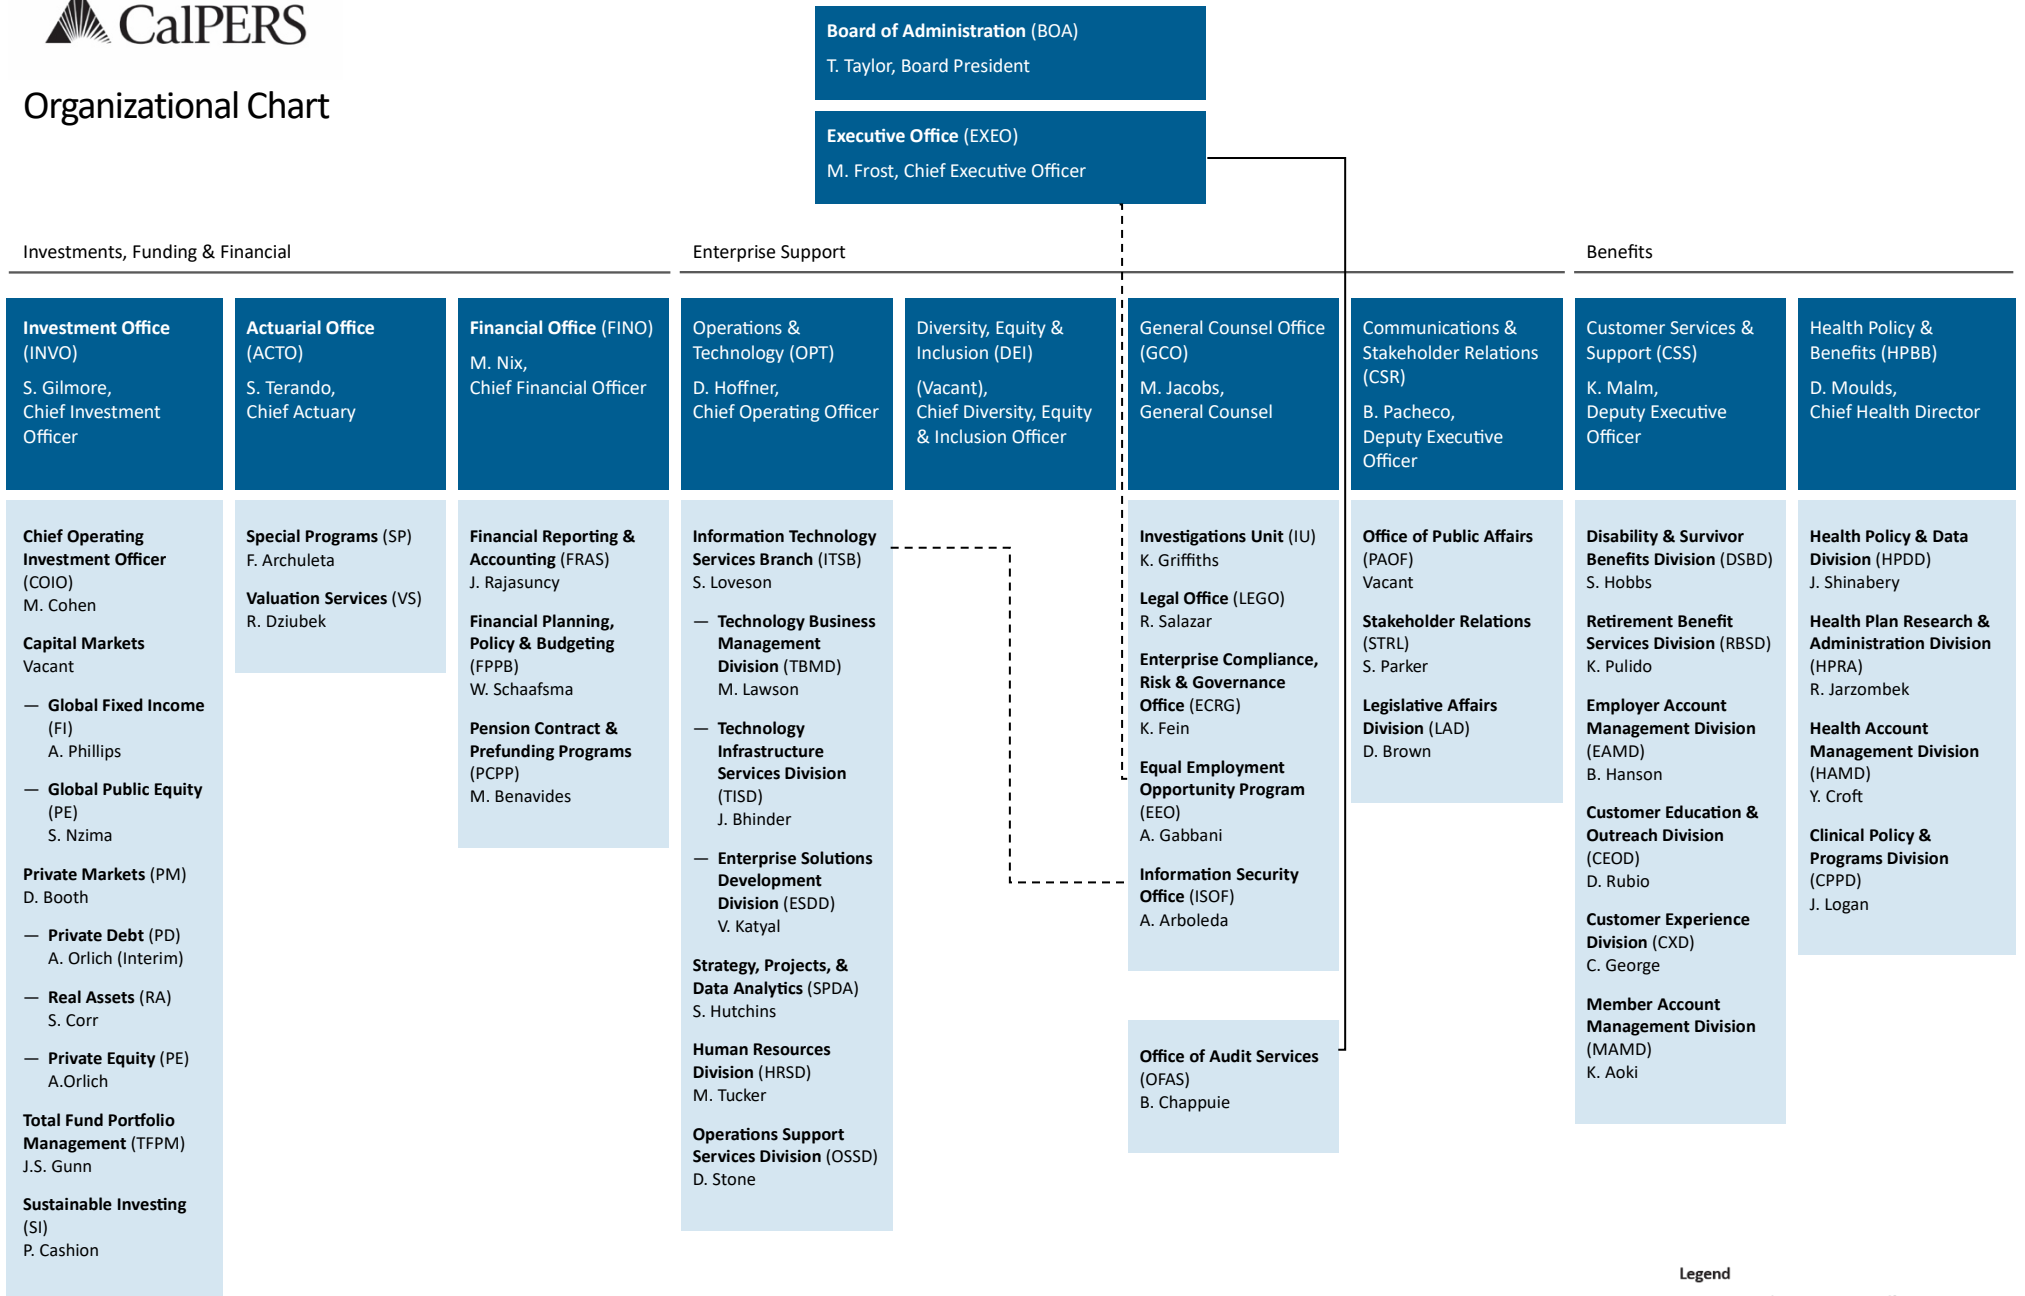 CalPERS
Organizational Chart
Board of Administration (BOA)
T. Taylor, Board President
Executive Office (EXEO)
M. Frost, Chief Executive Officer
Investments, Funding & Financial
Enterprise Support
Benefits
Investment Office
(INVO)
S. Gilmore,
Chief Investment
Officer
Actuarial Office
(ACTO)
S. Terando,
Chief Actuary
Financial Office (FINO)
M. Nix,
Chief Financial Officer
Operations &
Technology (OPT)
D. Hoffner,
Chief Operating Officer
Diversity, Equity &
Inclusion (DEI)
(Vacant),
Chief Diversity, Equity
& Inclusion Officer
General Counsel Office
(GCO)
M. Jacobs,
General Counsel
Communications &
Stakeholder Relations
(CSR)
B. Pacheco,
Deputy Executive
Officer
Customer Services &
Support (CSS)
K. Malm,
Deputy Executive
Officer
Health Policy &
Benefits (HPBB)
D. Moulds,
Chief Health Director
Chief Operating
Investment Officer
(COIO)
M. Cohen
Capital Markets
Vacant
— Global Fixed Income
(FI)
A. Phillips
— Global Public Equity
(PE)
S. Nzima
Private Markets (PM)
D. Booth
— Private Debt (PD)
A. Orlich (Interim)
— Real Assets (RA)
S. Corr
— Private Equity (PE)
A.Orlich
Total Fund Portfolio
Management (TFPM)
J.S. Gunn
Sustainable Investing
(SI)
P. Cashion
Special Programs (SP)
F. Archuleta
Valuation Services (VS)
R. Dziubek
Financial Reporting &
Accounting (FRAS)
J. Rajasuncy
Financial Planning,
Policy & Budgeting
(FPPB)
W. Schaafsma
Pension Contract &
Prefunding Programs
(PCPP)
M. Benavides
Information Technology
Services Branch (ITSB)
S. Loveson
— Technology Business
Management
Division (TBMD)
M. Lawson
— Technology
Infrastructure
Services Division
(TISD)
J. Bhinder
— Enterprise Solutions
Development
Division (ESDD)
V. Katyal
Strategy, Projects, &
Data Analytics (SPDA)
S. Hutchins
Human Resources
Division (HRSD)
M. Tucker
Operations Support
Services Division (OSSD)
D. Stone
Investigations Unit (IU)
K. Griffiths
Legal Office (LEGO)
R. Salazar
Enterprise Compliance,
Risk & Governance
Office (ECRG)
K. Fein
Equal Employment
Opportunity Program
(EEO)
A. Gabbani
Information Security
Office (ISOF)
A. Arboleda
Office of Audit Services
(OFAS)
B. Chappuie
Office of Public Affairs
(PAOF)
Vacant
Stakeholder Relations
(STRL)
S. Parker
Legislative Affairs
Division (LAD)
D. Brown
Disability & Survivor
Benefits Division (DSBD)
S. Hobbs
Retirement Benefit
Services Division (RBSD)
K. Pulido
Employer Account
Management Division
(EAMD)
B. Hanson
Customer Education &
Outreach Division
(CEOD)
D. Rubio
Customer Experience
Division (CXD)
C. George
Member Account
Management Division
(MAMD)
K. Aoki
Health Policy & Data
Division (HPDD)
J. Shinabery
Health Plan Research &
Administration Division
(HPRA)
R. Jarzombek
Health Account
Management Division
(HAMD)
Y. Croft
Clinical Policy &
Programs Division
(CPPD)
J. Logan
Legend